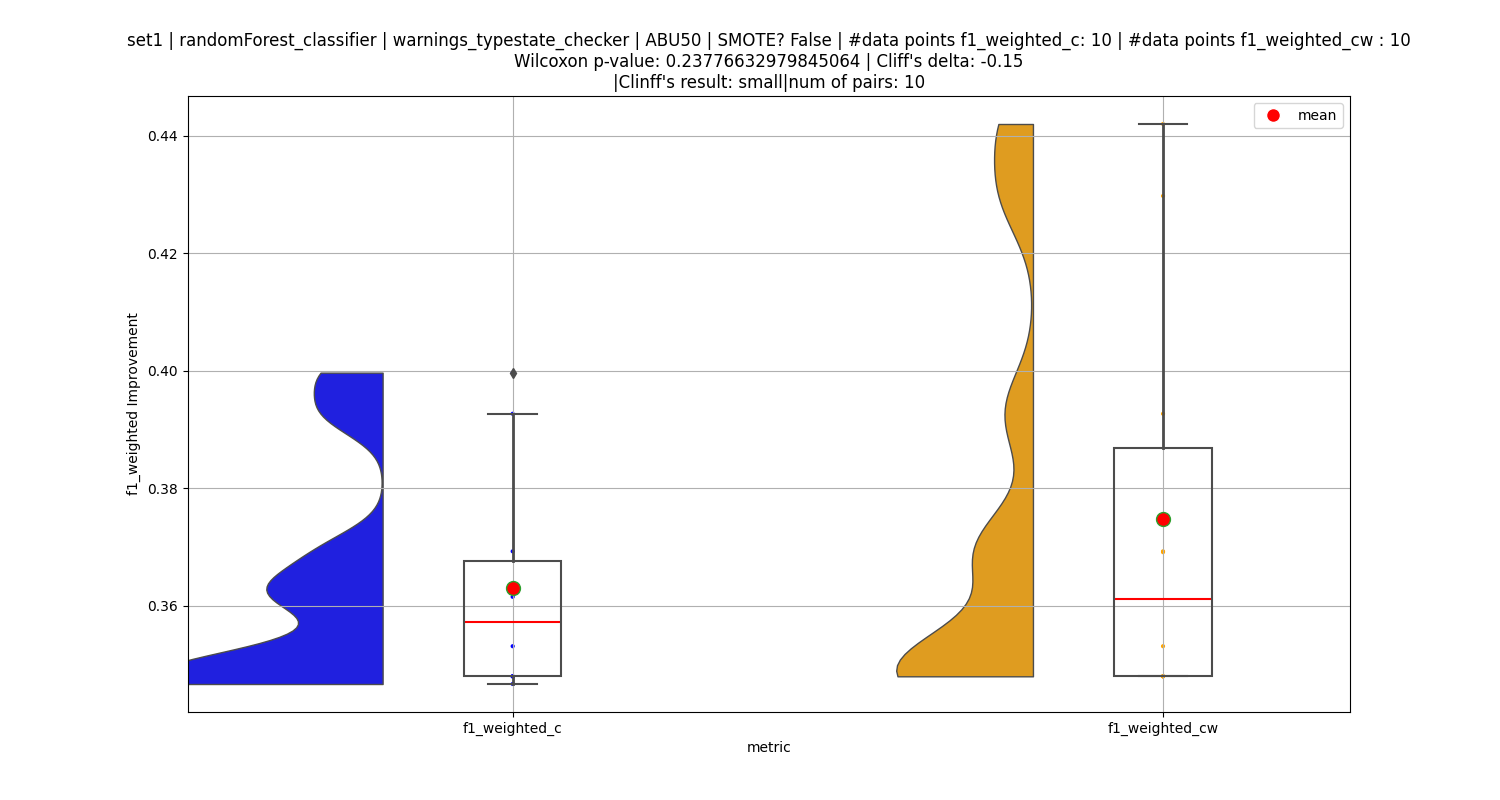 set1 | randomForest_classifier | warnings_typestate_checker | ABU50 | SMOTE? False | #data points f1_weighted_c: 10 | #data points f1_weighted_cw : 10
Wilcoxon p-value: 0.23776632979845064 | Cliff's delta: -0.15
|Clinff's result: small|num of pairs: 10
mean
0.44
0.42
0.40
0.38
0.36
f1_weighted Improvement
f1_weighted_c
f1_weighted_cw
metric